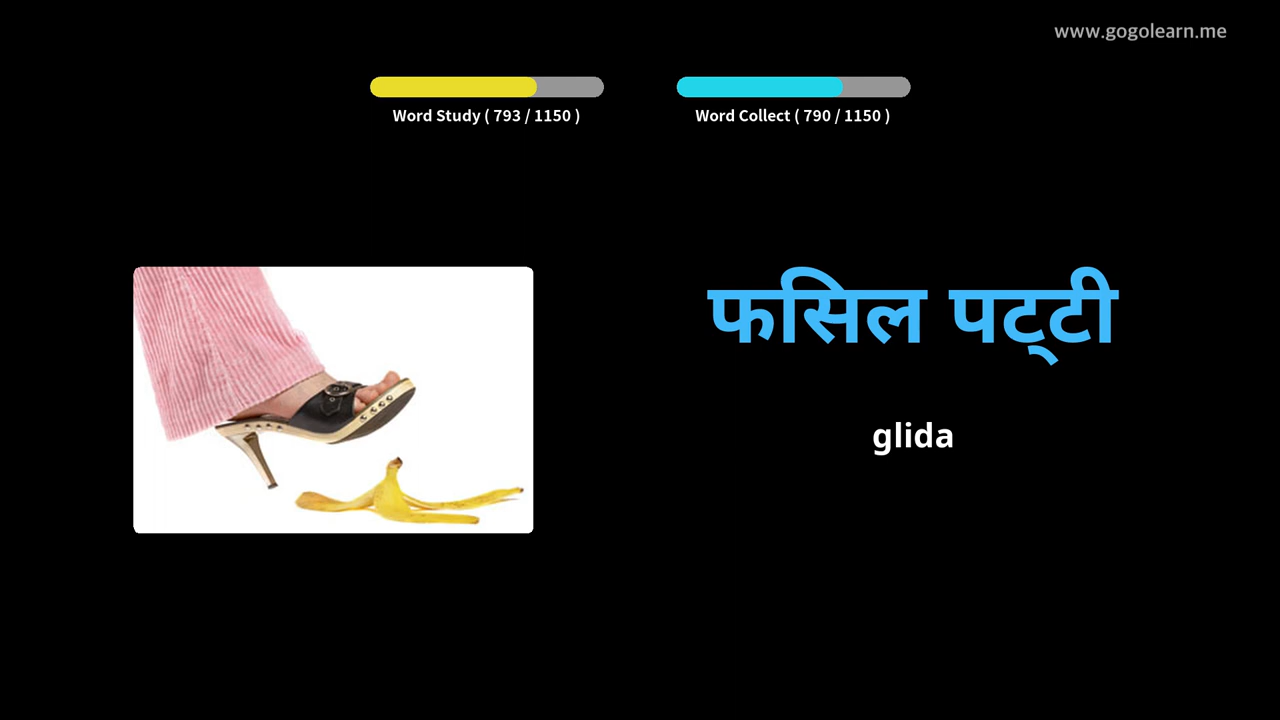 www.gogolearn.me
Word Study ( 793 / 1150 )
Word Collect ( 790 / 1150 )
फसिल पट्‌टी
glida